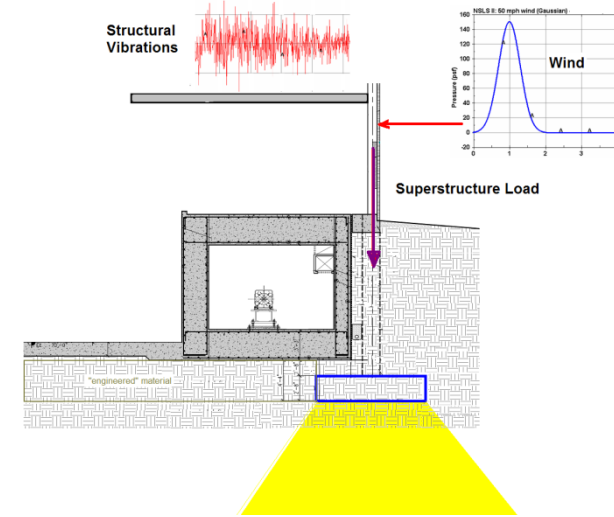 Structural
Vibrations
NSLS II: 50 mph wind (Gaussian)
Wind
Pressure (psf)
160
140
120
100
80
60
40
20
0
-20
0
1
2
3
A
A
A
A
Superstructure Load
"engineered" material